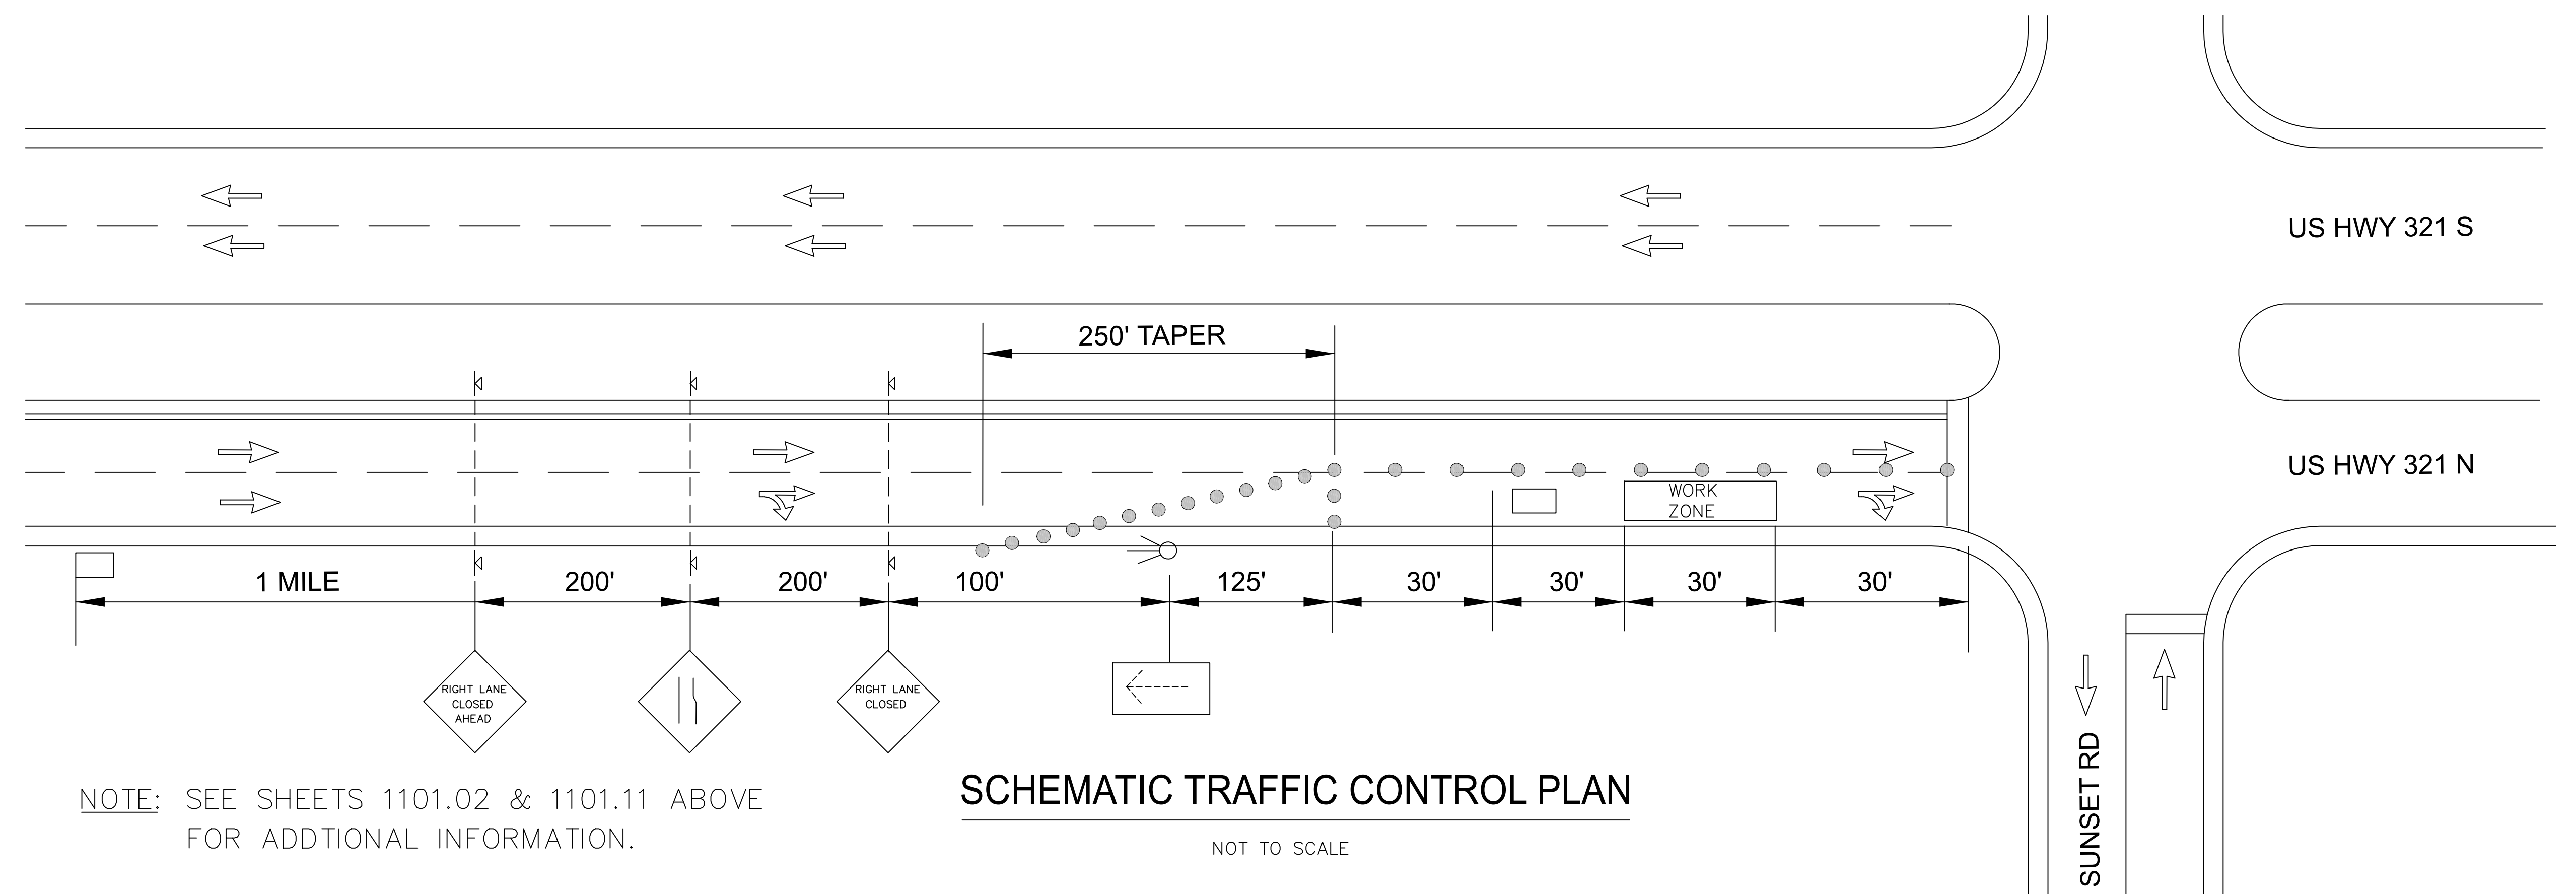 US HWY 321 S
250' TAPER
US HWY 321 N
WORK
ZONE
1 MILE
200'
200'
100'
125'
30'
30'
30'
30'
RIGHT LANE
CLOSED
AHEAD
RIGHT LANE
CLOSED
SUNSET RD
NOTE: SEE SHEETS 1101.02 & 1101.11 ABOVE
FOR ADDTIONAL INFORMATION.
SCHEMATIC TRAFFIC CONTROL PLAN
NOT TO SCALE